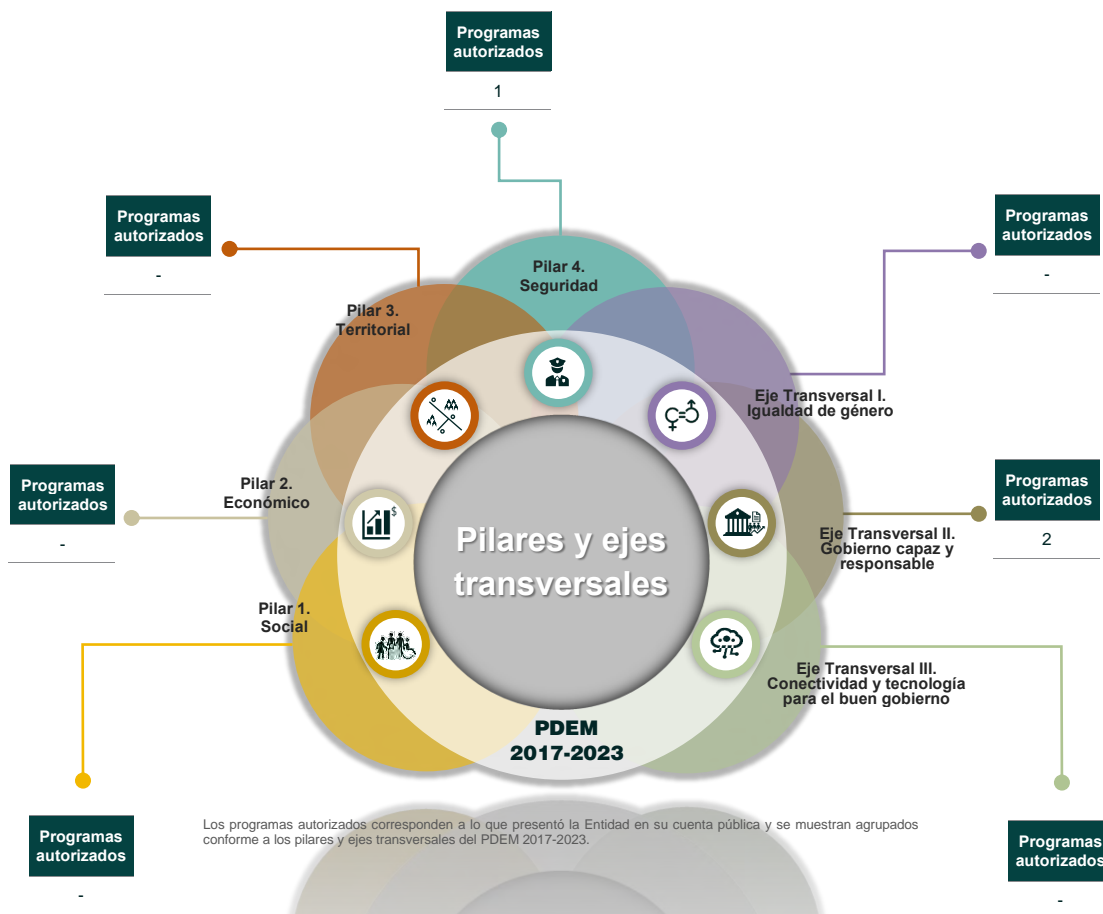 Programas
autorizados
1
Programas
autorizados
-
Programas
autorizados
-
Pilar 4.
Seguridad
Pilar 3.
Territorial
Eje Transversal I.
Igualdad de género
Programas
autorizados
-
Pilar 2.
Económico
$
Programas
autorizados
2
Pilares y ejes
transversales
Eje Transversal II.
Gobierno capaz y
responsable
Pilar 1.
Social
Eje Transversal III.
Conectividad y tecnología
para el buen gobierno
PDEM
2017-2023
Los programas autorizados corresponden a lo que presentó la Entidad en su cuenta pública y se muestran agrupados
conforme a los pilares y ejes transversales del PDEM 2017-2023.
Programas
autorizados
-
Programas
autorizados
-